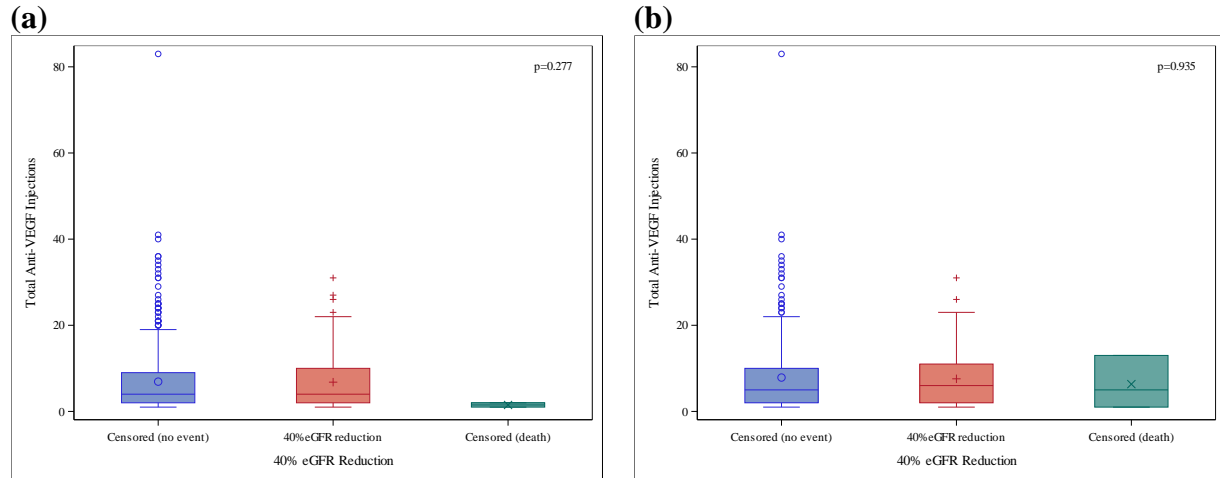 (a)
p=0.277
80
60
40
20
0
Total Anti-VEGF Injections
Censored (no event)
40%eGFR reduction
Censored (death)
40% eGFR Reduction
(b)
p=0.935
80
60
40
20
0
Total Anti-VEGF Injections
Censored (no event)
40%eGFR reduction
Censored (death)
40% eGFR Reduction